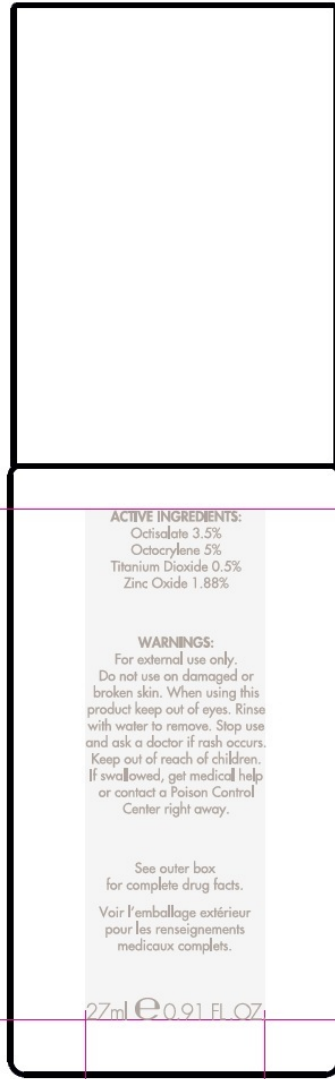 ACTIVE INGREDIENTS:
Octisalate 3.5%
Octocrylene 5%
Titanium Dioxide 0.5%
Zinc Oxide 1.88%
WARNINGS:
For external use only.
Do not use on damaged or
broken skin. When using this
product keep out of eyes. Rinse
with water to remove. Stop use
and ask a doctor if rash occurs.
Keep out of reach of children.
If swallowed, get medical help
or contact a Poison Control
Center right away.
See outer box
for complete drug facts.
Voir l'emballage extérieur
pour les renseignements
medicaux complets.
27ml ℮ 0.91 FL.OZ.